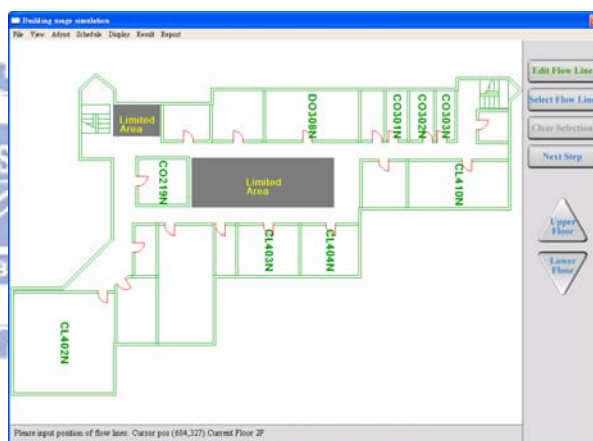 Building usage simulation
File View Adjust Schedule Display Result Report
Limited
Area
DO308N
CO301N
CO302N
CO303N
CO219N
Limited
Area
CL410N
CL403N
CL404N
CL402N
Edit Flow Line
Select Flow Line
Clear Selection
Next Step
Upper
Floor
Lower
Floor
Please input position of flow lines. Cursor pos (684,327) Current Floor 2F